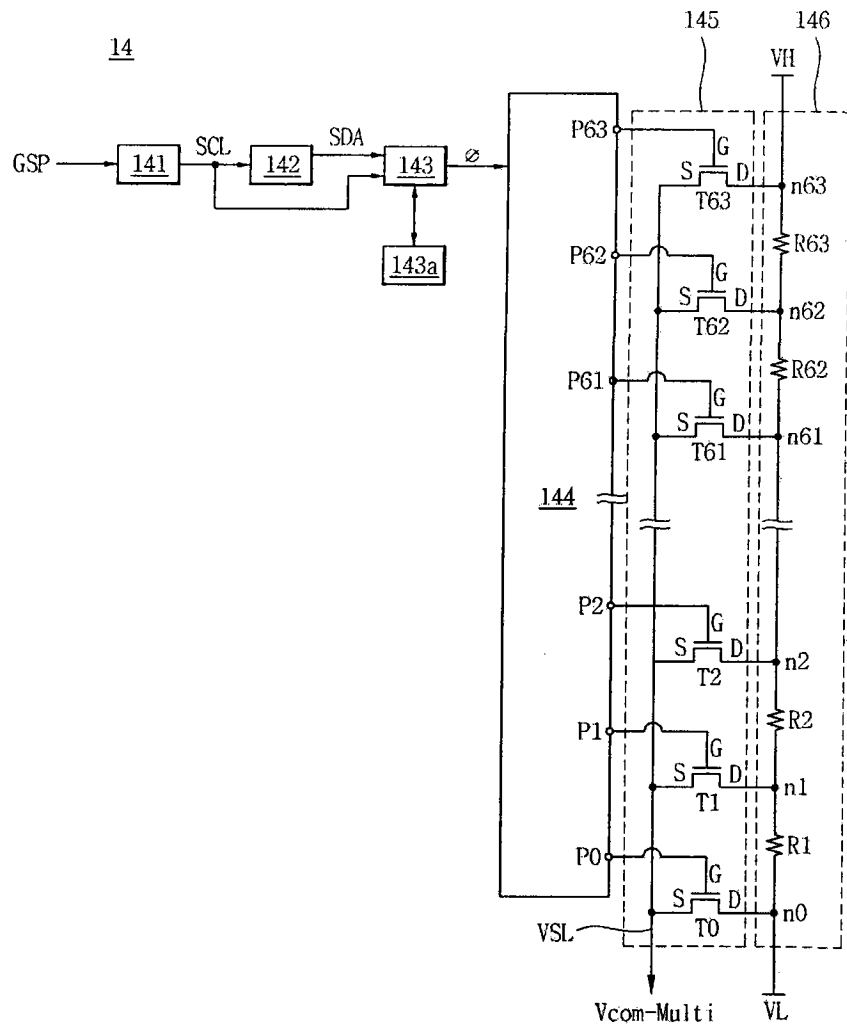 14
145
146
VH
GSP
141
SCL
142
SDA
143
ø
143a
144
P63
G
S
D
T63
n63
R63
P62
G
S
D
T62
n62
R62
P61
G
S
D
T61
n61
P2
G
S
D
T2
n2
R2
P1
G
S
D
T1
n1
R1
P0
G
S
D
T0
n0
VSL
Vcom-Multi
VL